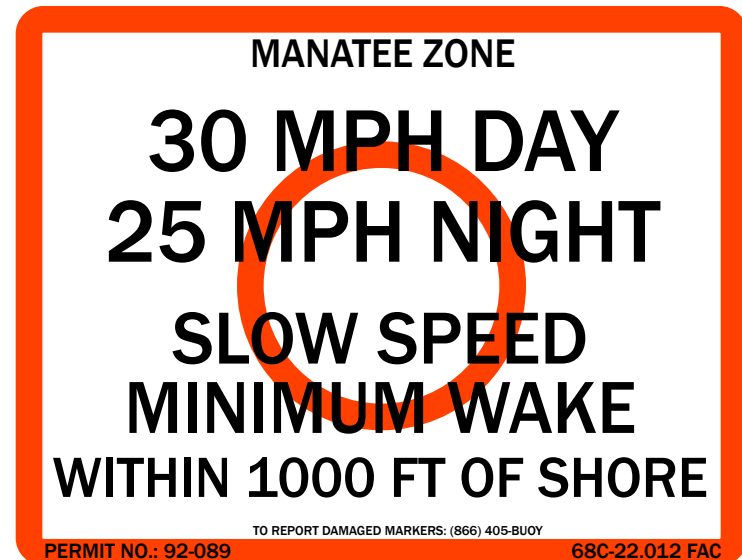 MANATEE ZONE
30 MPH DAY
25 MPH NIGHT
SLOW SPEED
MINIMUM WAKE
WITHIN 1000 FT OF SHORE
TO REPORT DAMAGED MARKERS: (866) 405-BUOY
PERMIT NO.: 92-089 68C-22.012 FAC